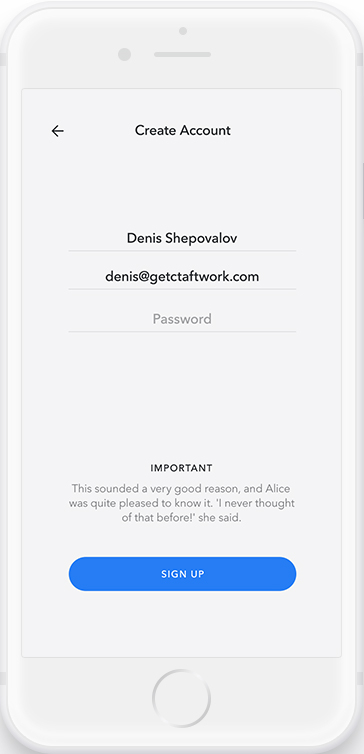 Create Account
Denis Shepovalov
denis@getctaftwork.com
Password
IMPORTANT
This sounded a very good reason, and Alice
was quite pleased to know it. 'I never thought
of that before!' she said.
SIGN UP